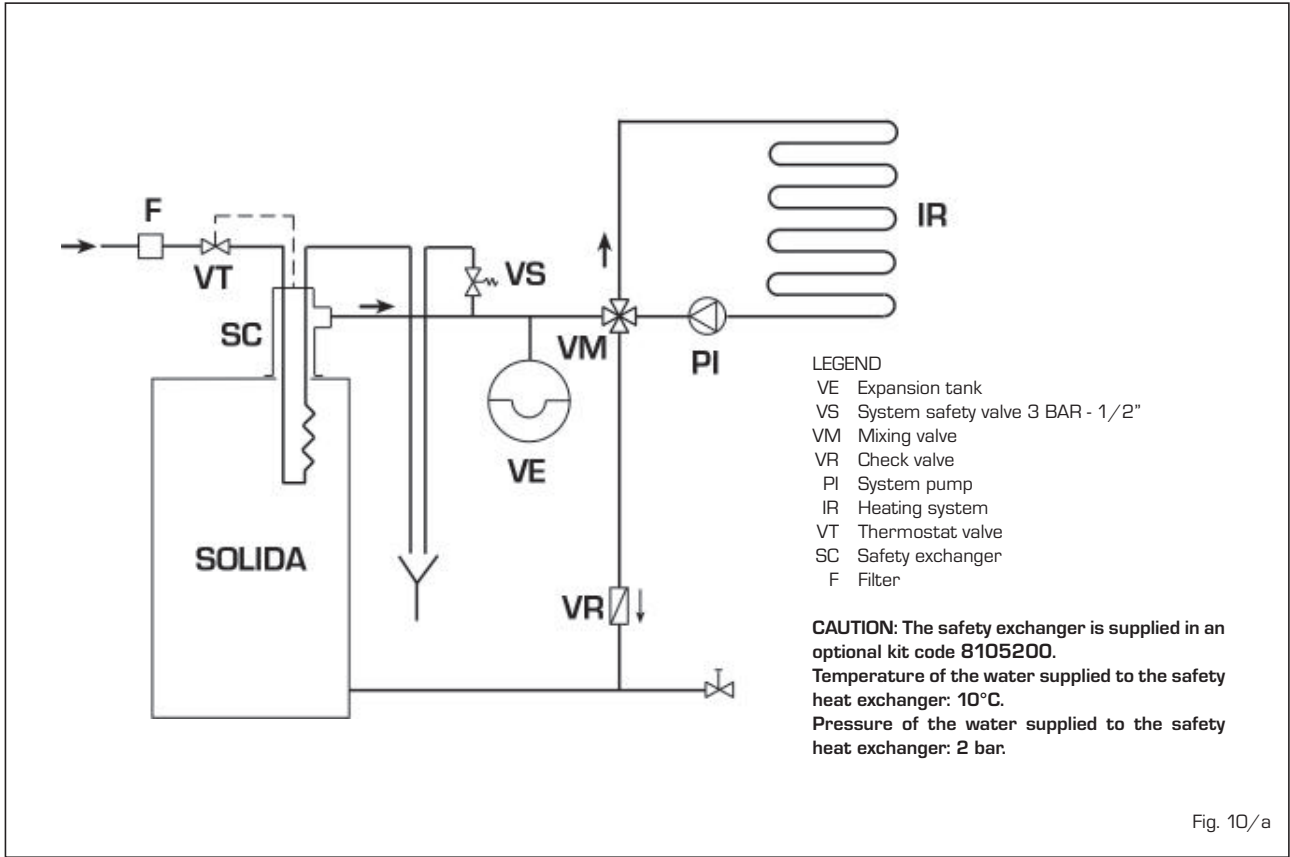 F
VT
VS
IR
SC
VM
PI
VE
SOLIDA
VR
LEGEND
VE Expansion tank
VS System safety valve 3 BAR - 1/2"
VM Mixing valve
VR Check valve
PI System pump
IR Heating system
VT Thermostat valve
SC Safety exchanger
F Filter
CAUTION: The safety exchanger is supplied in an
optional kit code 8105200.
Temperature of the water supplied to the safety
heat exchanger: 10°C.
Pressure of the water supplied to the safety
heat exchanger: 2 bar.
Fig. 10/a